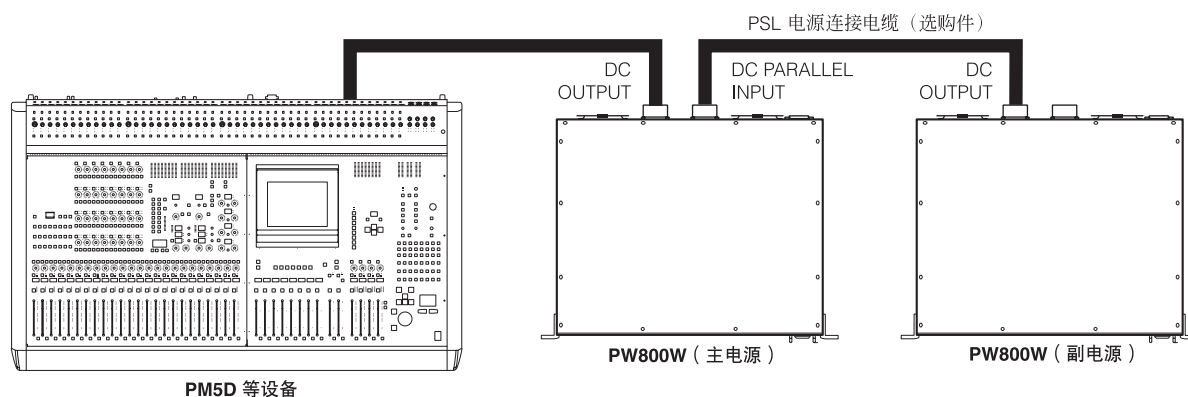 PSL 电源连接电缆（选购件）
DC
OUTPUT
DC PARALLEL
INPUT
DC
OUTPUT
PW800W（主电源）
PW800W（副电源）
PM5D 等设备